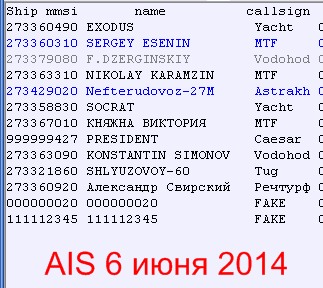 Ship mmsi name callsign
273360490 EXODUS Yacht
273360310 SERGEY ESENIN MTF
273379080 F.DZERGINSKIY Vodohod
273363310 NIKOLAY KARAMZIN MTF
273429020 Nefterudovoz-27M Astrakh
273358830 SOCRAT Yacht
273367010 КНЯЖНА ВИКТОРИЯ MTF
999999427 PRESIDENT Caesar
273363090 KONSTANTIN SIMONOV Vodohod
273321860 SHLYUZOVOY-60 Tug
273360920 Александр Свирский Речтурф
000000020 000000020 FAKE
111112345 111112345 FAKE
AIS 6 июня 2014